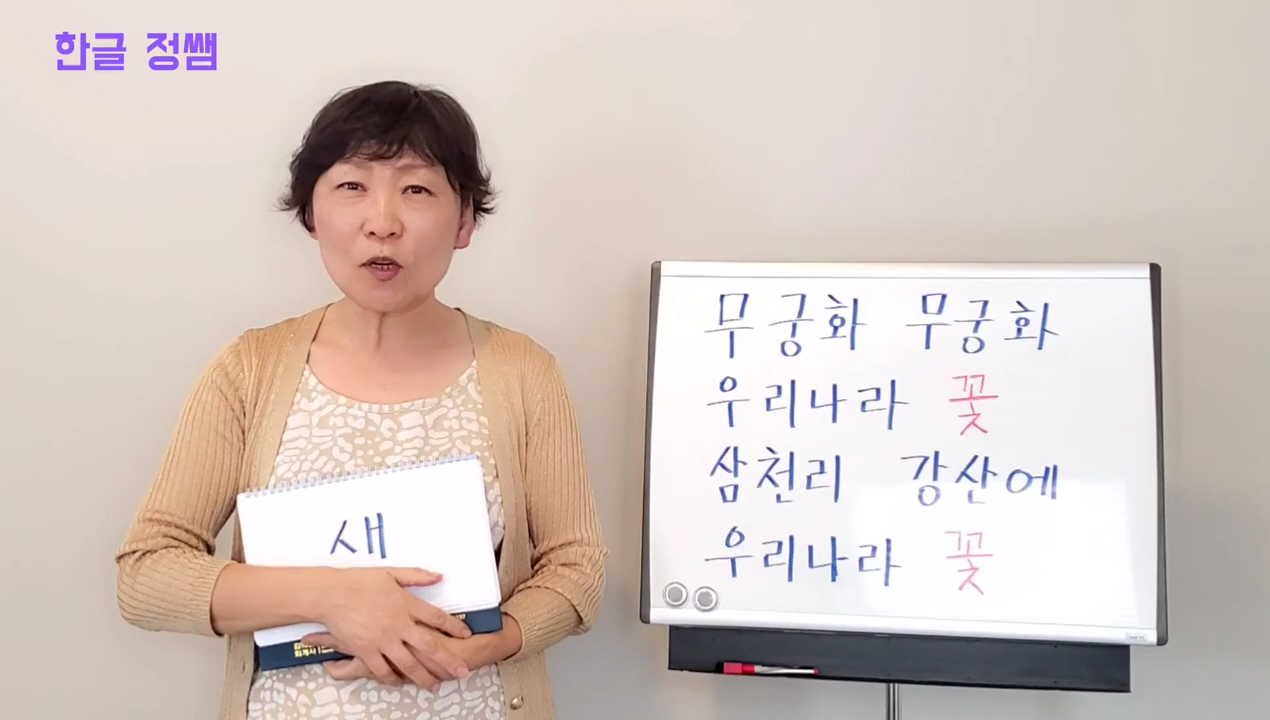 한글 정쌤
무궁화 무궁화
우리나라 꽃
삼천리 강산에
우리나라 꽃
새